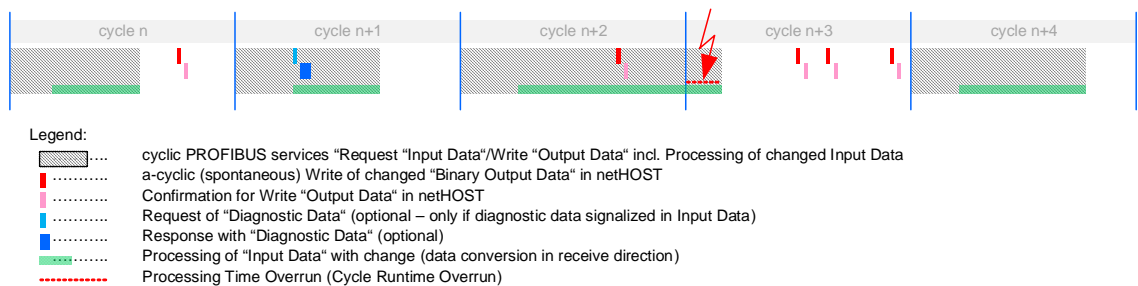 cycle n cycle n+1 cycle n+2 cycle n+3 cycle n+4
Legend:
..... cyclic PROFIBUS services “Request “Input Data“/Write “Output Data“ incl. Processing of changed Input Data
........... a-cyclic (spontaneous) Write of changed “Binary Output Data“ in netHOST
........... Confirmation for Write “Output Data“ in netHOST
........... Request of “Diagnostic Data“ (optional – only if diagnostic data signalized in Input Data)
........... Response with “Diagnostic Data“ (optional)
........... Processing of “Input Data“ with change (data conversion in receive direction)
Processing Time Overrun (Cycle Runtime Overrun)